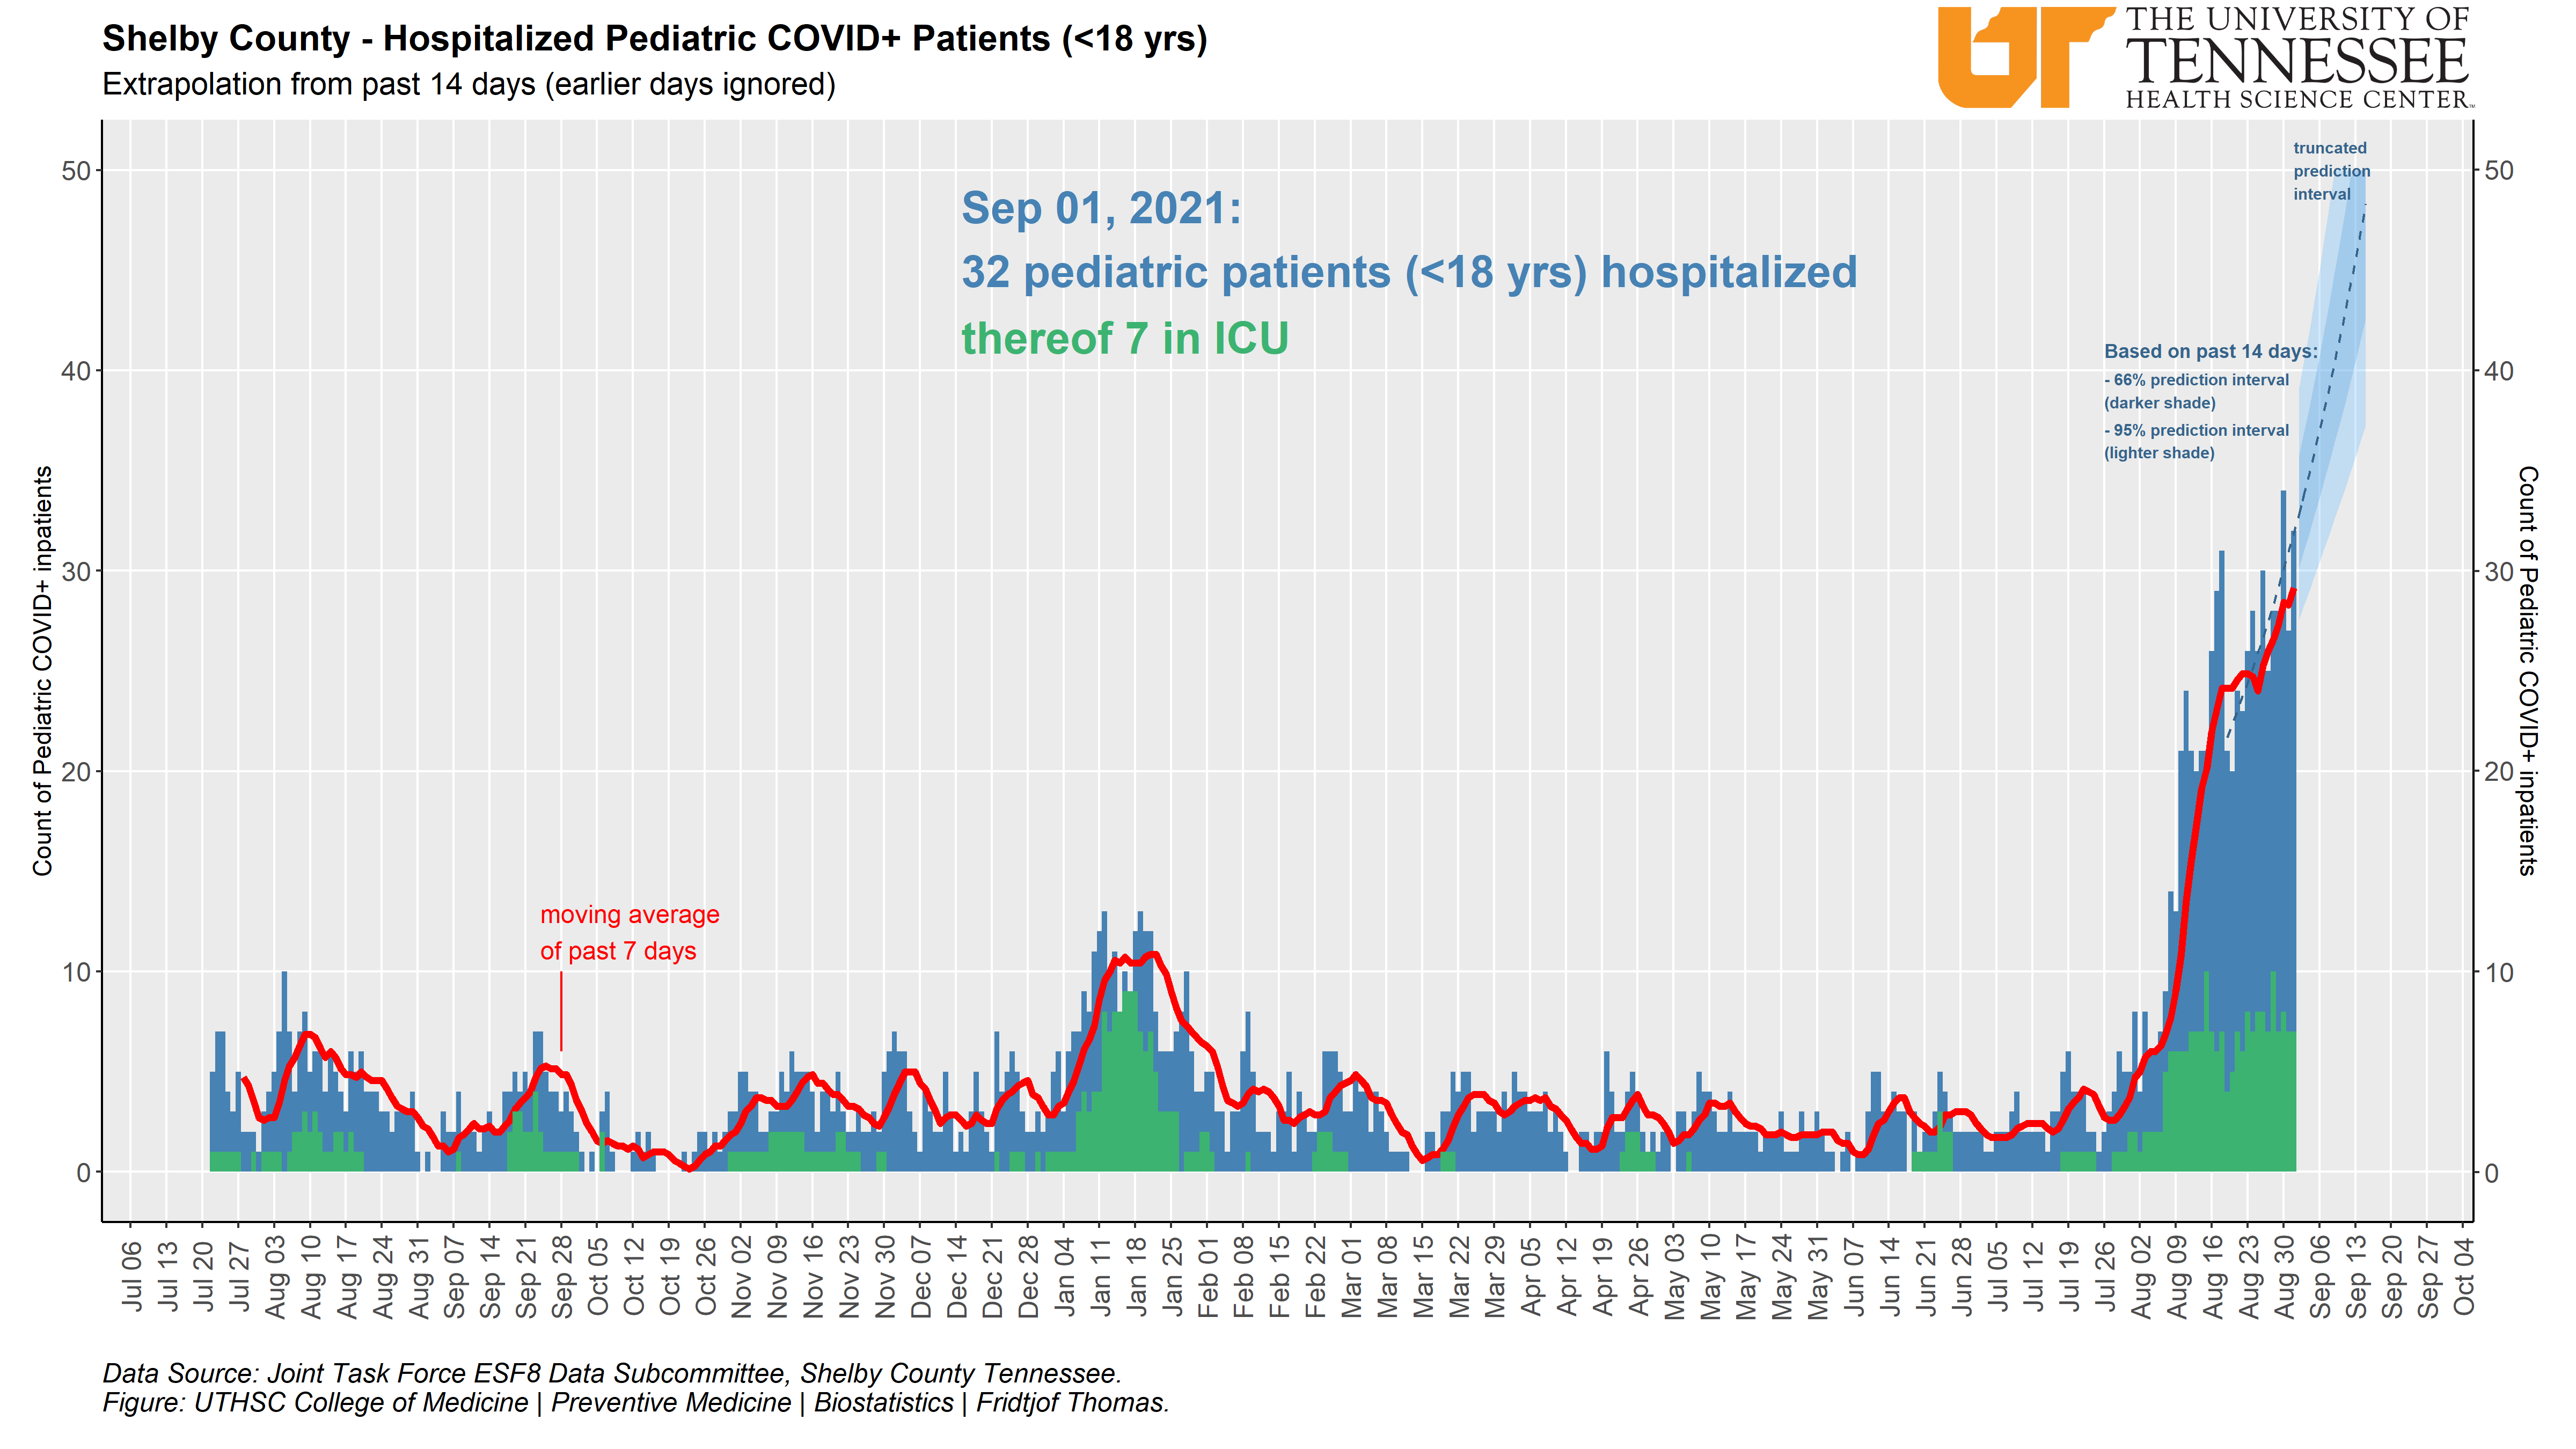 Shelby County - Hospitalized Pediatric COVID+ Patients (<18 yrs)
Extrapolation from past 14 days (earlier days ignored)
THE UNIVERSITY OF
TENNESSEE
HEALTH SCIENCE CENTER™
truncated
prediction
interval
Sep 01, 2021:
32 pediatric patients (<18 yrs) hospitalized
thereof 7 in ICU
Based on past 14 days:
- 66% prediction interval
(darker shade)
- 95% prediction interval
(lighter shade)
moving average
of past 7 days
Count of Pediatric COVID+ inpatients
50
40
30
20
10
0
50
40
30
20
10
0
Count of Pediatric COVID+ inpatients
Jul 06
Jul 13
Jul 20
Jul 27
Aug 03
Aug 10
Aug 17
Aug 24
Aug 31
Sep 07
Sep 14
Sep 21
Sep 28
Oct 05
Oct 12
Oct 19
Oct 26
Nov 02
Nov 09
Nov 16
Nov 23
Nov 30
Dec 07
Dec 14
Dec 21
Dec 28
Jan 04
Jan 11
Jan 18
Jan 25
Feb 01
Feb 08
Feb 15
Feb 22
Mar 01
Mar 08
Mar 15
Mar 22
Mar 29
Apr 05
Apr 12
Apr 19
Apr 26
May 03
May 10
May 17
May 24
May 31
Jun 07
Jun 14
Jun 21
Jun 28
Jul 05
Jul 12
Jul 19
Jul 26
Aug 02
Aug 09
Aug 16
Aug 23
Aug 30
Sep 06
Sep 13
Sep 20
Sep 27
Oct 04
Data Source: Joint Task Force ESF8 Data Subcommittee, Shelby County Tennessee.
Figure: UTHSC College of Medicine | Preventive Medicine | Biostatistics | Fridtjof Thomas.